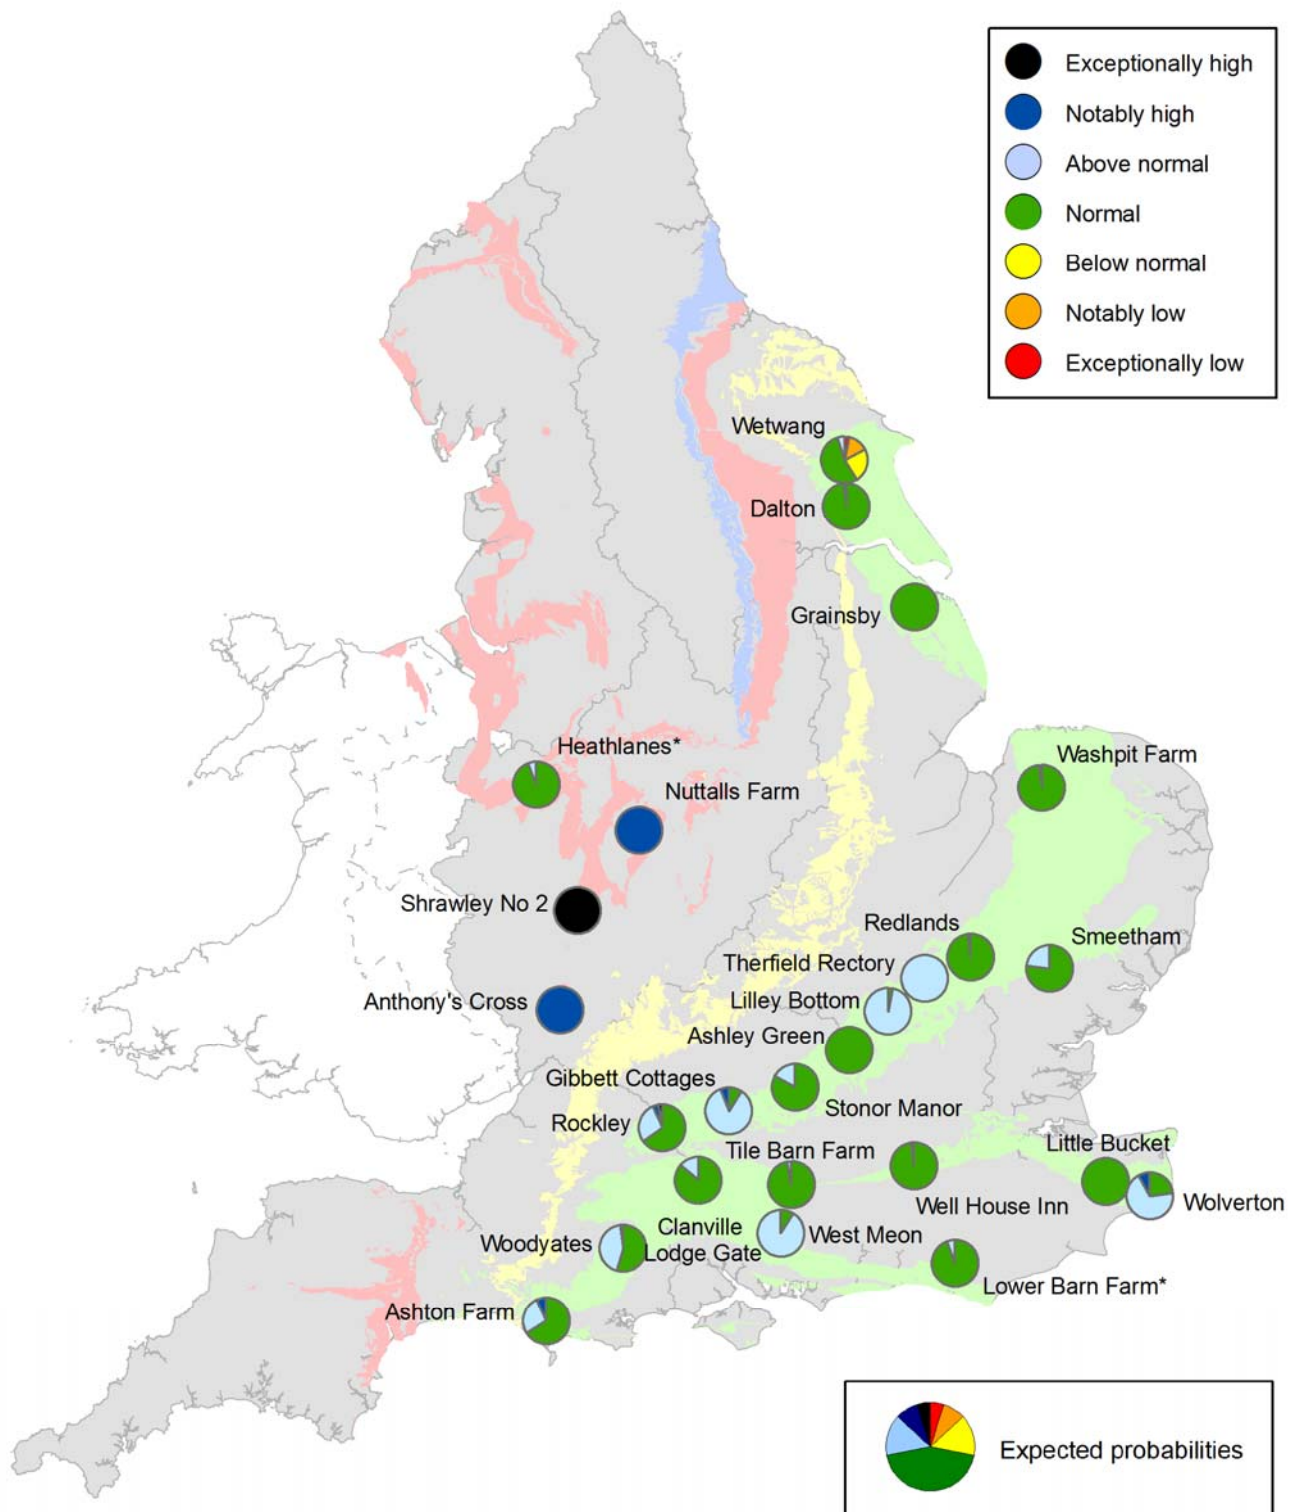 Exceptionally high
Notably high
Above normal
Normal
Below normal
Notably low
Exceptionally low
Wetwang
Dalton
Grainsby
Heathlanes*
Washpit Farm
Nuttalls Farm
Shrawley No 2
Redlands
Smeetham
Therfield Rectory
Lilley Bottom
Anthony's Cross
Ashley Green
Gibbett Cottages
Stonor Manor
Rockley
Tile Barn Farm
Little Bucket
Well House Inn
Wolverton
Clanville
Lodge Gate
West Meon
Woodyates
Lower Barn Farm*
Ashton Farm
Expected probabilities